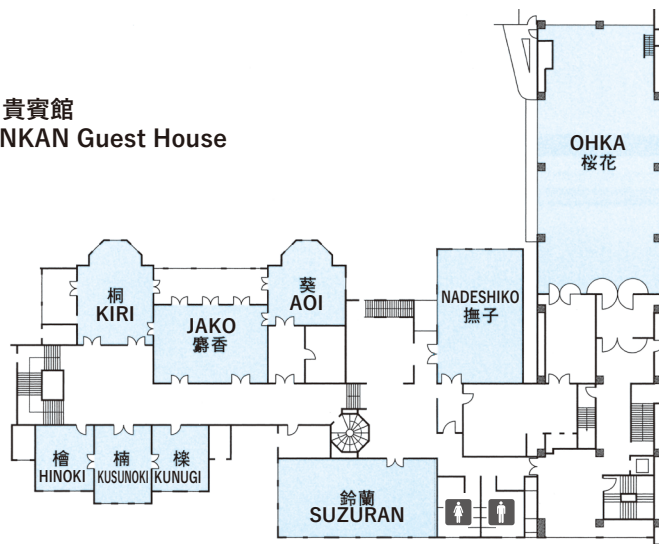 貴賓館
NKAN Guest House
OHKA
桜花
桐
KIRI
葵
AOI
JAKO
麝香
NADESHIKO
撫子
檜
HINOKI
楠
KUSUNOKI
櫟
KUNUGI
鈴蘭
SUZURAN